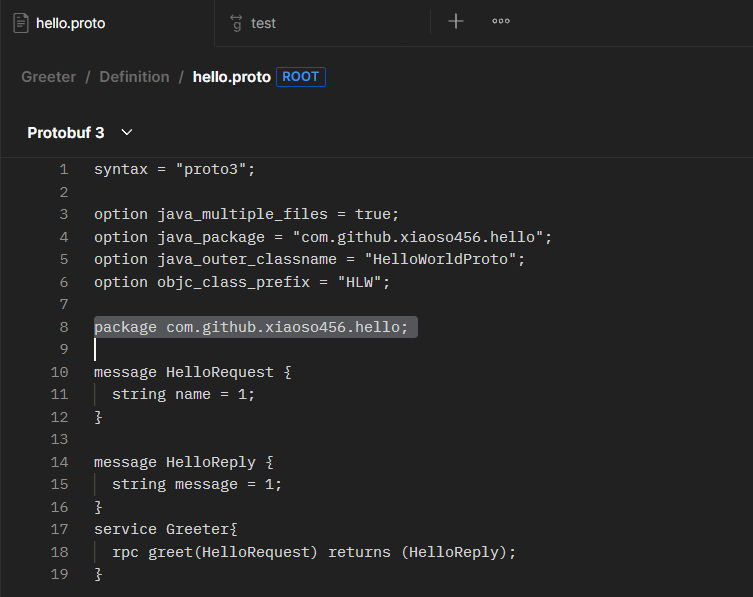 hello.proto
test
Greeter / Definition / hello.proto ROOT
Protobuf 3
1 syntax = "proto3";
2
3 option java_multiple_files = true;
4 option java_package = "com.github.xiaoso456.hello";
5 option java_outer_classname = "HelloWorldProto";
6 option objc_class_prefix = "HLW";
7
8 package com.github.xiaoso456.hello;
9
10 message HelloRequest {
11   string name = 1;
12 }
13
14 message HelloReply {
15   string message = 1;
16 }
17 service Greeter{
18   rpc greet(HelloRequest) returns (HelloReply);
19 }